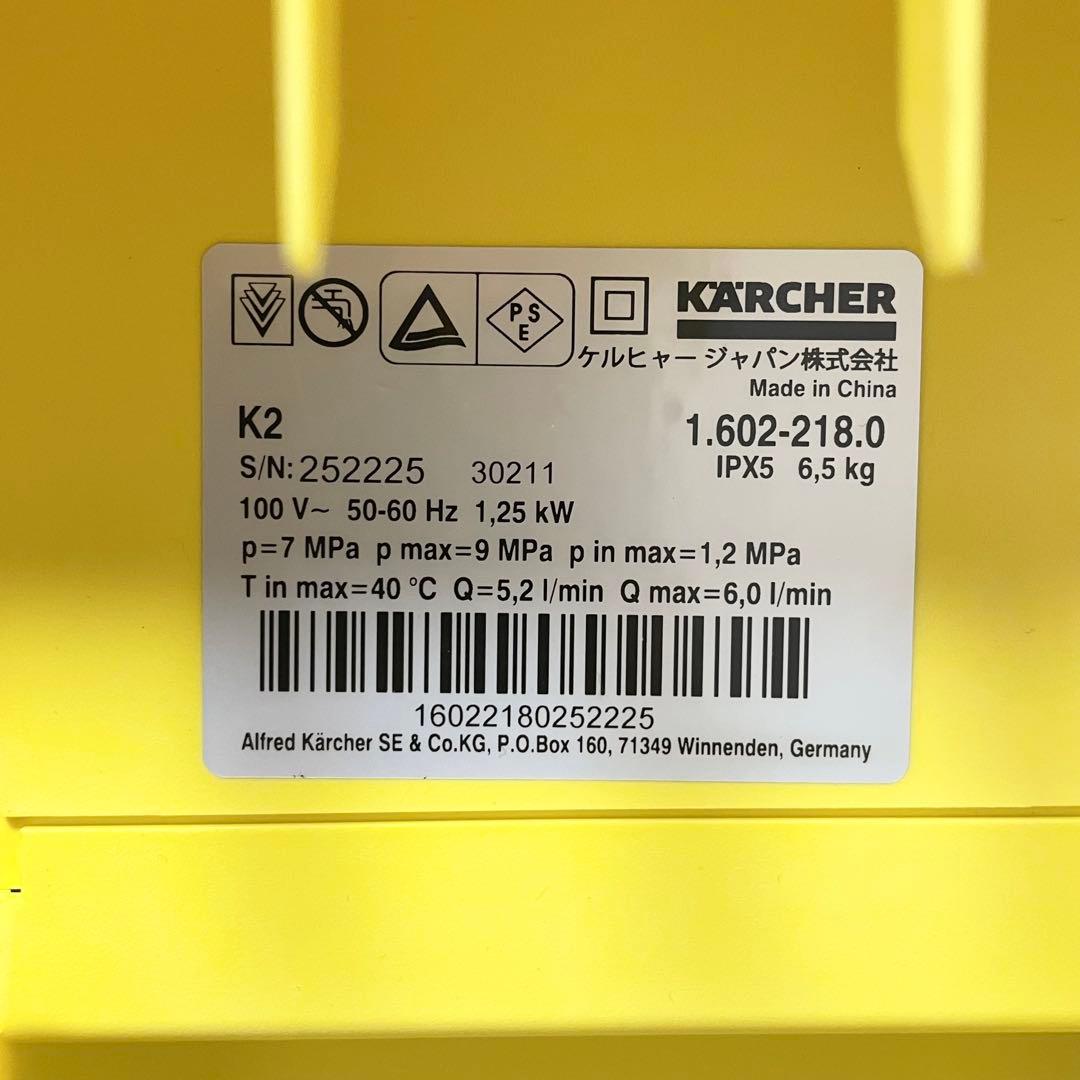 PSE
KÄRCHER
ケルヒャー ジャパン株式会社
Made in China
K2
1.602-218.0
S/N: 252225 30211
IPX5 6,5 kg
100 V~ 50-60 Hz 1,25 kW
p=7 MPa p max=9 MPa p in max=1,2 MPa
T in max=40 °C Q=5,2 l/min Q max=6,0 l/min
16022180252225
Alfred Kärcher SE & Co.KG, P.O.Box 160, 71349 Winnenden, Germany